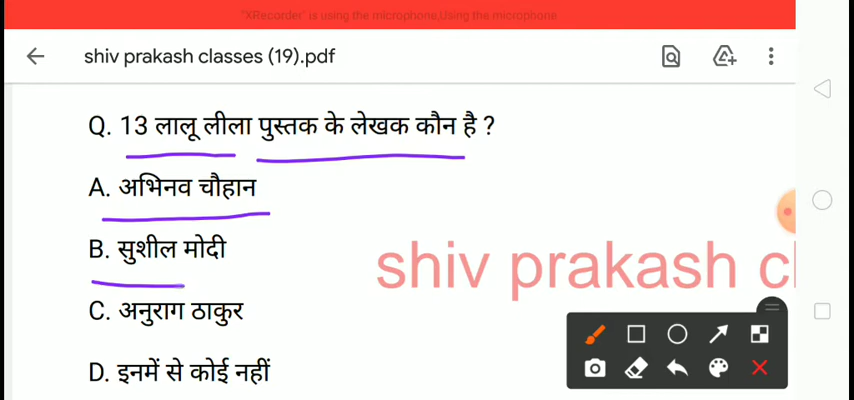 "XRecorder" is using the microphone,Using the microphone
shiv prakash classes (19).pdf
Q. 13 लालू लीला पुस्तक के लेखक कौन है ?
A. अभिनव चौहान
B. सुशील मोदी
shiv prakash cl
C. अनुराग ठाकुर
D. इनमें से कोई नहीं